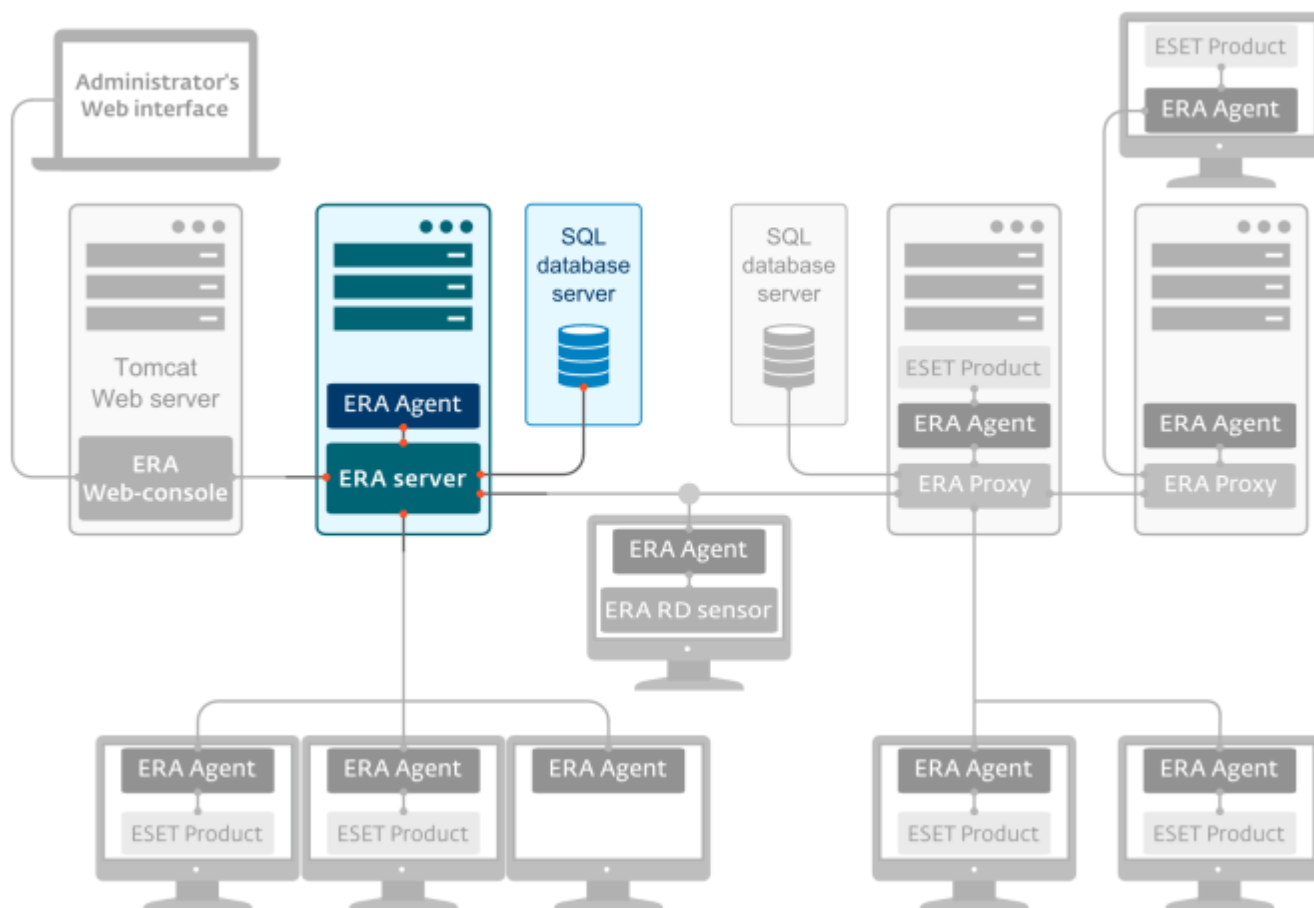 Administrator's
Web interface
ESET Product
ERA Agent
Tomcat
Web server
ERA
Web-console
ERA Agent
ERA server
SQL
database
server
SQL
database
server
ESET Product
ERA Agent
ERA Proxy
ERA Agent
ERA Proxy
ERA Agent
ERA RD sensor
ERA Agent
ESET Product
ERA Agent
ESET Product
ERA Agent
ERA Agent
ESET Product
ERA Agent
ESET Product